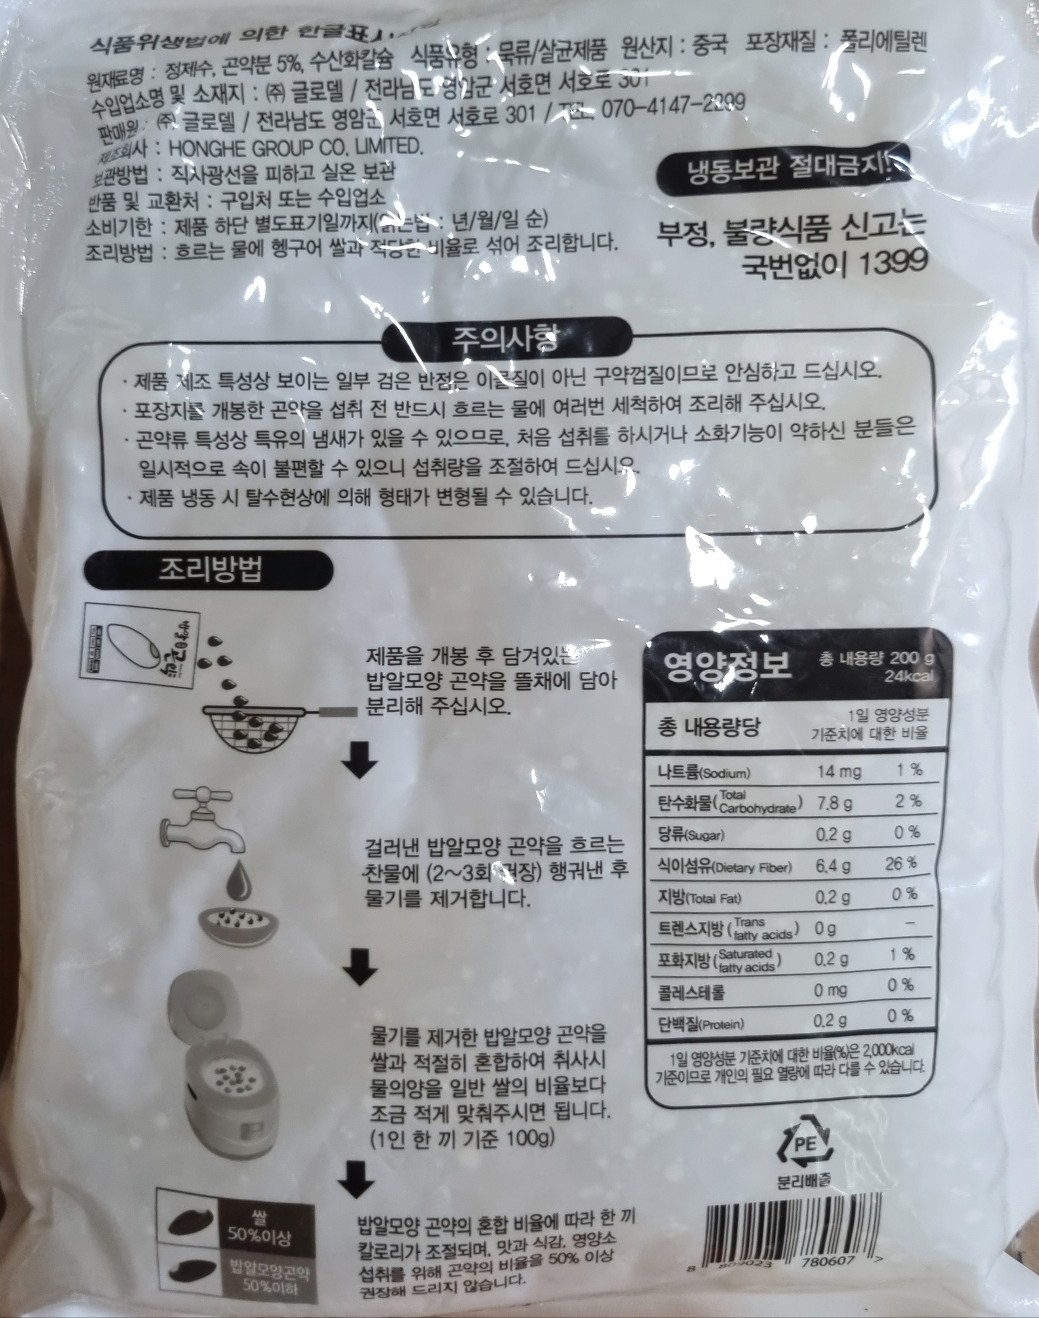 식품위생법에 의한 한글표시사항
원재료명 : 정제수, 곤약분 5%, 수산화칼슘 식품유형 : 묵류/살균제품 원산지 : 중국 포장재질 : 폴리에틸렌
수입업소명 및 소재지 : ㈜ 글로델 / 전라남도 영암군 서호면 서호로 301
판매원 : ㈜ 글로델 / 전라남도 영암군 서호면 서호로 301 / TEL. 070-4147-2299
제조회사 : HONGHE GROUP CO. LIMITED.
보관방법 : 직사광선을 피하고 실온 보관
반품 및 교환처 : 구입처 또는 수입업소
소비기한 : 제품 하단 별도표기일까지(읽는법 : 년/월/일 순)
조리방법 : 흐르는 물에 헹구어 쌀과 적당한 비율로 섞어 조리합니다.
냉동보관 절대금지!
부정, 불량식품 신고는
국번없이 1399
주의사항
· 제품 제조 특성상 보이는 일부 검은 반점은 이물질이 아닌 구약껍질이므로 안심하고 드십시오.
· 포장지를 개봉한 곤약을 섭취 전 반드시 흐르는 물에 여러번 세척하여 조리해 주십시오.
· 곤약류 특성상 특유의 냄새가 있을 수 있으므로, 처음 섭취를 하시거나 소화기능이 약하신 분들은
일시적으로 속이 불편할 수 있으니 섭취량을 조절하여 드십시오.
· 제품 냉동 시 탈수현상에 의해 형태가 변형될 수 있습니다.
조리방법
제품을 개봉 후 담겨있는
밥알모양 곤약을 뜰채에 담아
분리해 주십시오.
걸러낸 밥알모양 곤약을 흐르는
찬물에 (2~3회 권장) 행궈낸 후
물기를 제거합니다.
물기를 제거한 밥알모양 곤약을
쌀과 적절히 혼합하여 취사시
물의양을 일반 쌀의 비율보다
조금 적게 맞춰주시면 됩니다.
(1인 한 끼 기준 100g)
쌀
50%이상
밥알모양곤약
50%이하
밥알모양 곤약의 혼합 비율에 따라 한 끼
칼로리가 조절되며, 맛과 식감, 영양소
섭취를 위해 곤약의 비율을 50% 이상
권장해 드리지 않습니다.
영양정보 총 내용량 200 g
24kcal
총 내용량당 1일 영양성분
기준치에 대한 비율
나트륨(Sodium) 14 mg 1 %
탄수화물(Total Carbohydrate) 7.8 g 2 %
당류(Sugar) 0.2 g 0 %
식이섬유(Dietary Fiber) 6.4 g 26 %
지방(Total Fat) 0.2 g 0 %
트렌스지방(Trans fatty acids) 0 g –
포화지방(Saturated fatty acids) 0.2 g 1 %
콜레스테롤 0 mg 0 %
단백질(Protein) 0.2 g 0 %
1일 영양성분 기준치에 대한 비율(%)은 2,000kcal
기준이므로 개인의 필요 열량에 따라 다를 수 있습니다.
PE
분리배출
8 809023 780607 >